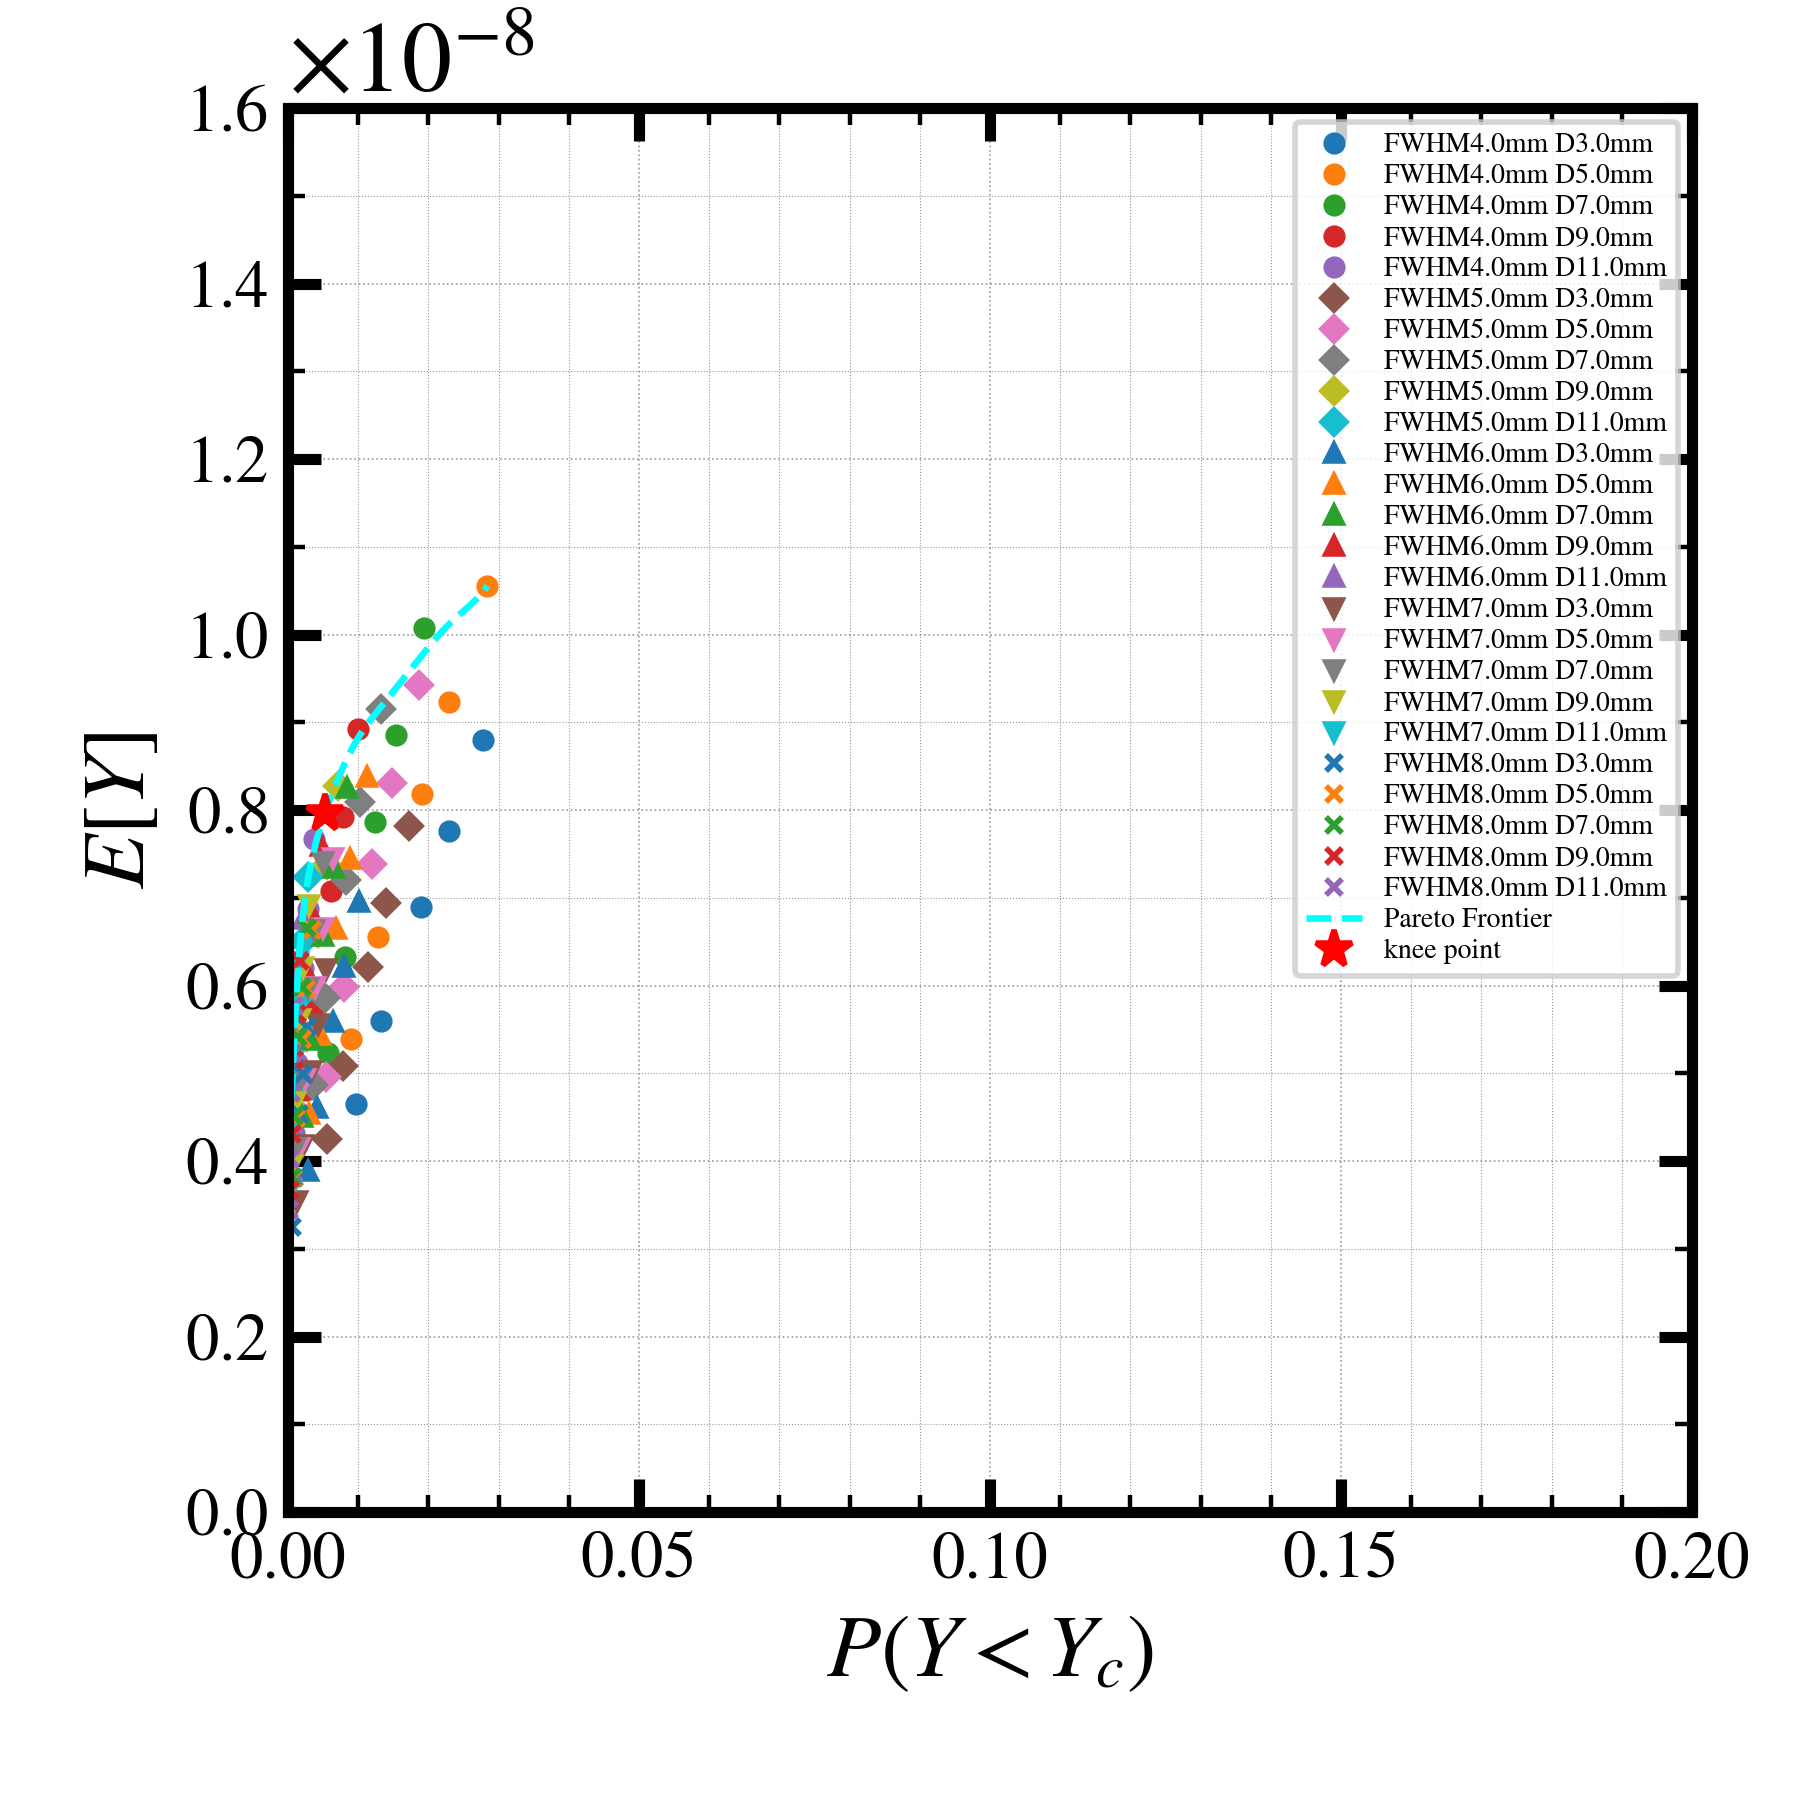 ×10⁻⁸
1.6
1.4
1.2
1.0
0.8
0.6
0.4
0.2
0.0
E[Y]
FWHM4.0mm D3.0mm
FWHM4.0mm D5.0mm
FWHM4.0mm D7.0mm
FWHM4.0mm D9.0mm
FWHM4.0mm D11.0mm
FWHM5.0mm D3.0mm
FWHM5.0mm D5.0mm
FWHM5.0mm D7.0mm
FWHM5.0mm D9.0mm
FWHM5.0mm D11.0mm
FWHM6.0mm D3.0mm
FWHM6.0mm D5.0mm
FWHM6.0mm D7.0mm
FWHM6.0mm D9.0mm
FWHM6.0mm D11.0mm
FWHM7.0mm D3.0mm
FWHM7.0mm D5.0mm
FWHM7.0mm D7.0mm
FWHM7.0mm D9.0mm
FWHM7.0mm D11.0mm
FWHM8.0mm D3.0mm
FWHM8.0mm D5.0mm
FWHM8.0mm D7.0mm
FWHM8.0mm D9.0mm
FWHM8.0mm D11.0mm
Pareto Frontier
knee point
0.00 0.05 0.10 0.15 0.20
P(Y < Y_c)